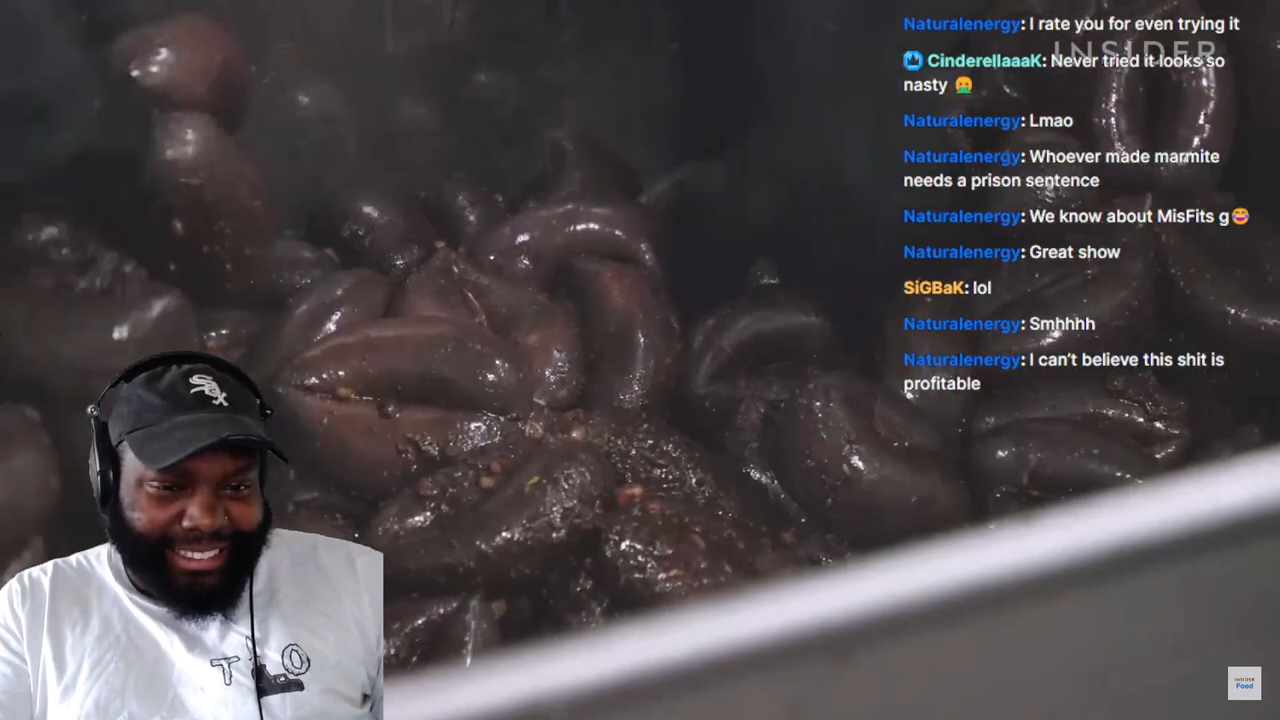 Naturalenergy: I rate you for even trying it
INSIDER
CinderellaaaK: Never tried it looks so
nasty 🤮
Naturalenergy: Lmao
Naturalenergy: Whoever made marmite
needs a prison sentence
Naturalenergy: We know about MisFits g😂
Naturalenergy: Great show
SiGBaK: lol
Naturalenergy: Smhhhh
Naturalenergy: I can't believe this shit is
profitable
Sox
TLO
INSIDER
Food